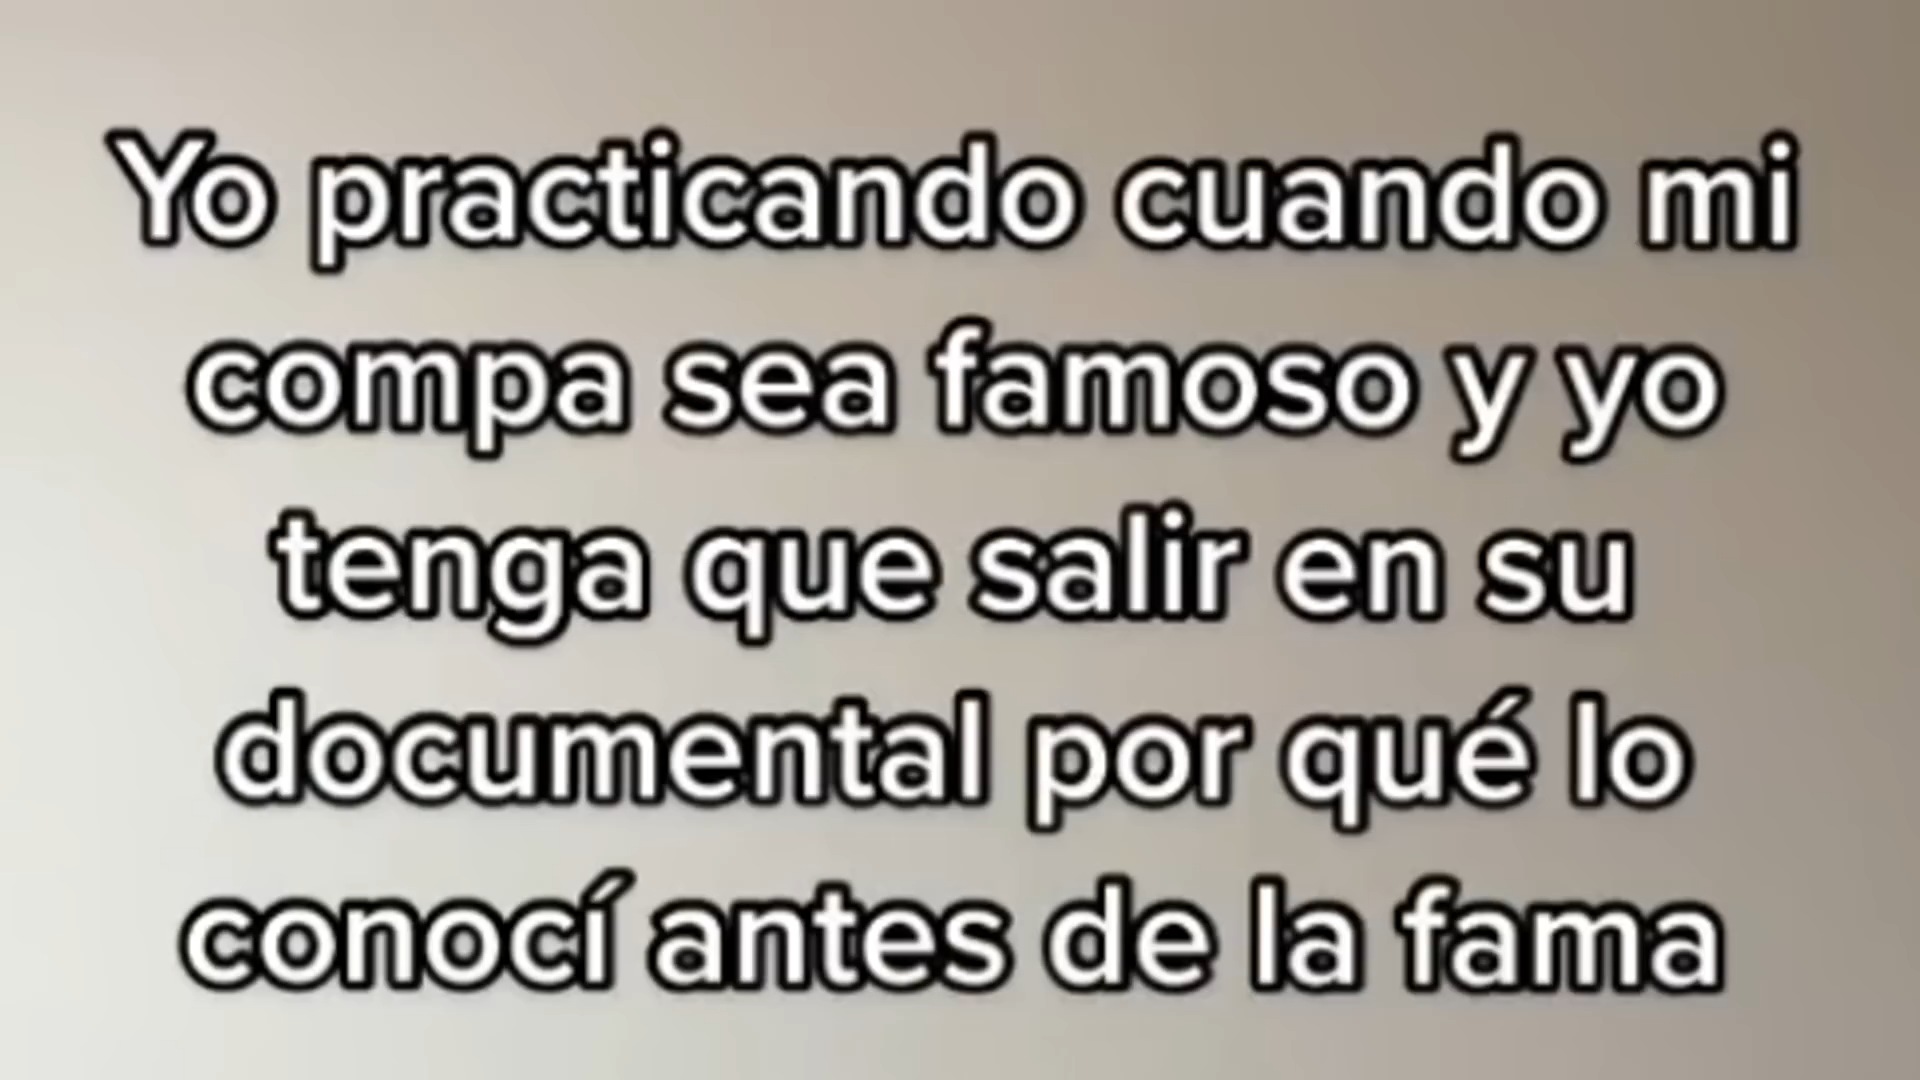 Yo practicando cuando mi
compa sea famoso y yo
tenga que salir en su
documental por qué lo
conocí antes de la fama